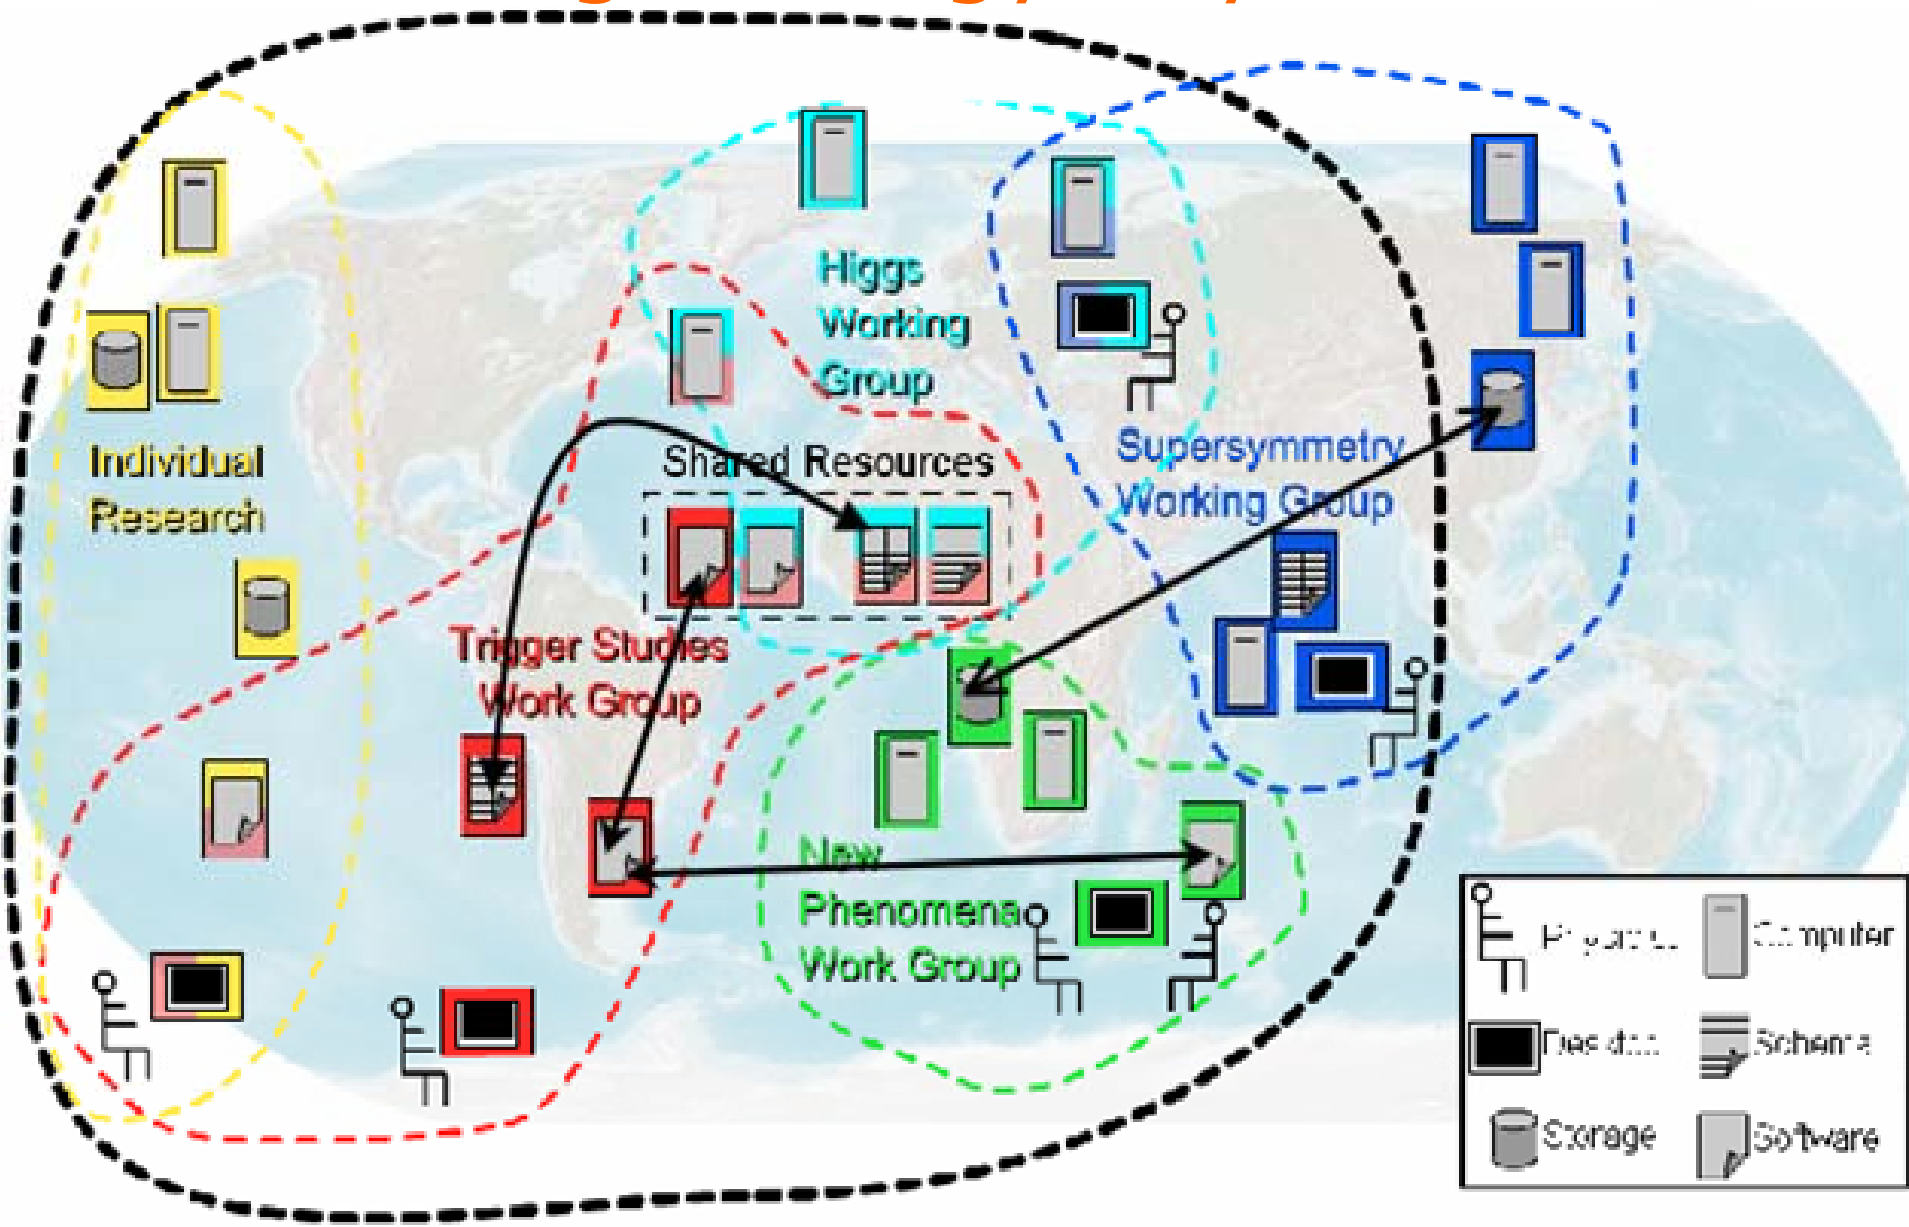 Higgs
Working
Group
Individual
Research
Shared Resources
Supersymmetry
Working Group
Trigger Studies
Work Group
New
Phenomena
Work Group
Computer
Schema
Storage
Software